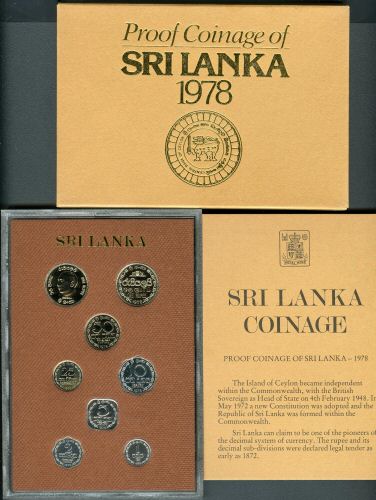 Proof Coinage of
SRI LANKA
1978
SRI LANKA
ROYAL MINT
SRI LANKA
COINAGE
PROOF COINAGE OF SRI LANKA – 1978
The Island of Ceylon became independent
within the Commonwealth, with the British
Sovereign as Head of State on 4th February 1948. In
May 1972 a new Constitution was adopted and the
Republic of Sri Lanka was formed within the
Commonwealth.
Sri Lanka can claim to be one of the pioneers of
the decimal system of currency. The rupee and its
decimal sub-divisions were declared legal tender as
early as 1872.